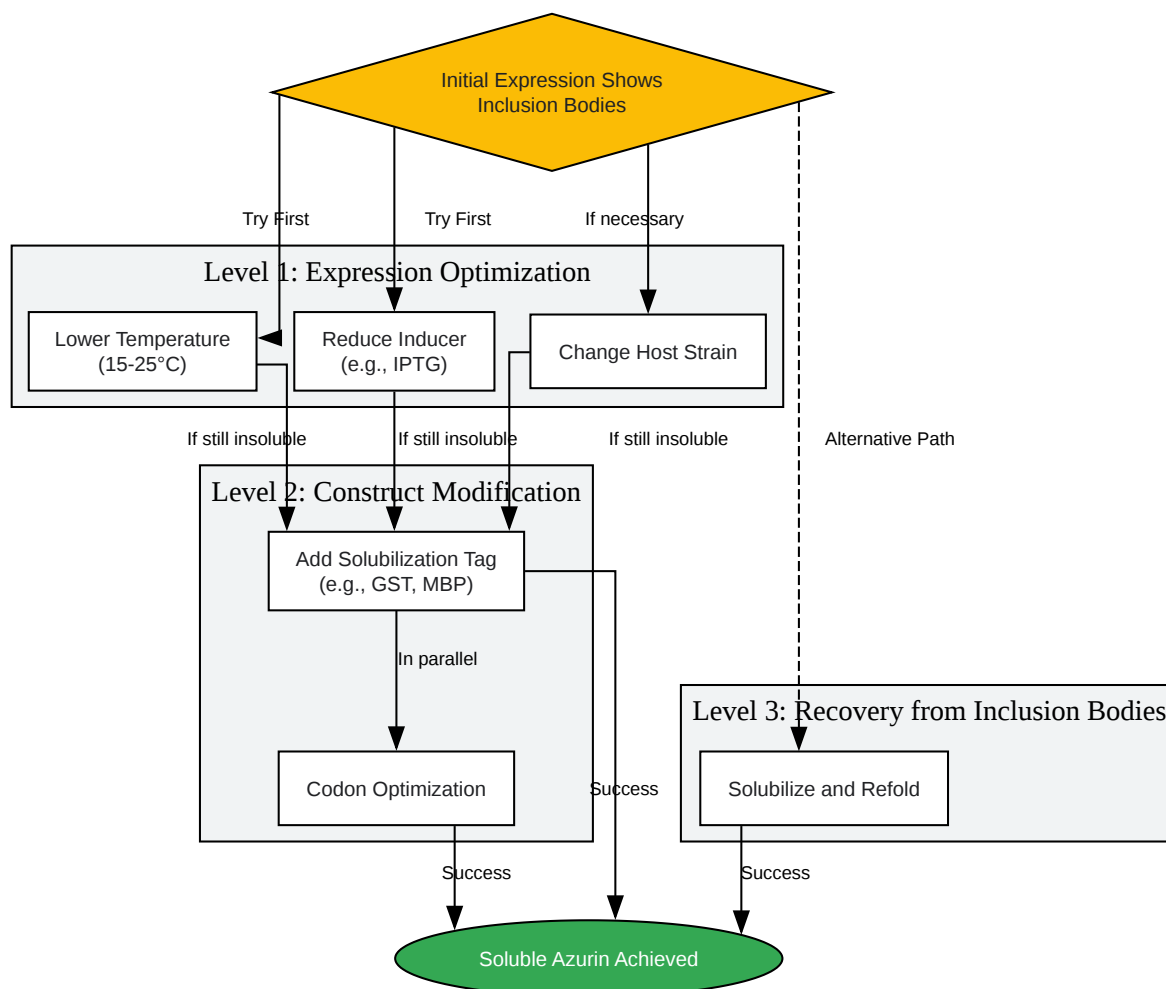 Initial Expression Shows
Inclusion Bodies
Try First
Try First
If necessary
Level 1: Expression Optimization
Lower Temperature
(15-25°C)
Reduce Inducer
(e.g., IPTG)
Change Host Strain
If still insoluble
If still insoluble
If still insoluble
Alternative Path
Level 2: Construct Modification
Add Solubilization Tag
(e.g., GST, MBP)
In parallel
Level 3: Recovery from Inclusion Bodies
Codon Optimization
Success
Solubilize and Refold
Success
Success
Soluble Azurin Achieved